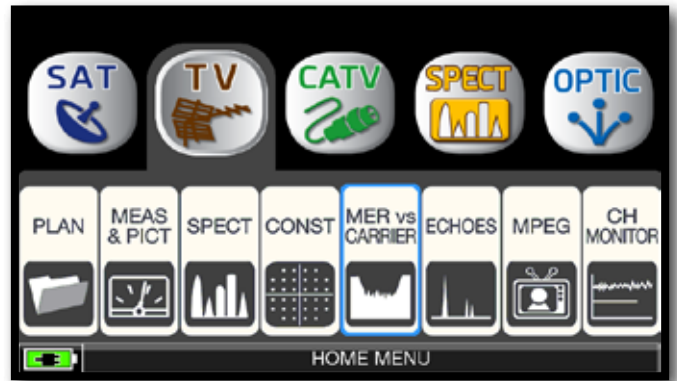 SAT
TV
CATV
SPECT
OPTIC
PLAN
MEAS
& PICT
SPECT
CONST
MER vs
CARRIER
ECHOES
MPEG
CH
MONITOR
HOME MENU